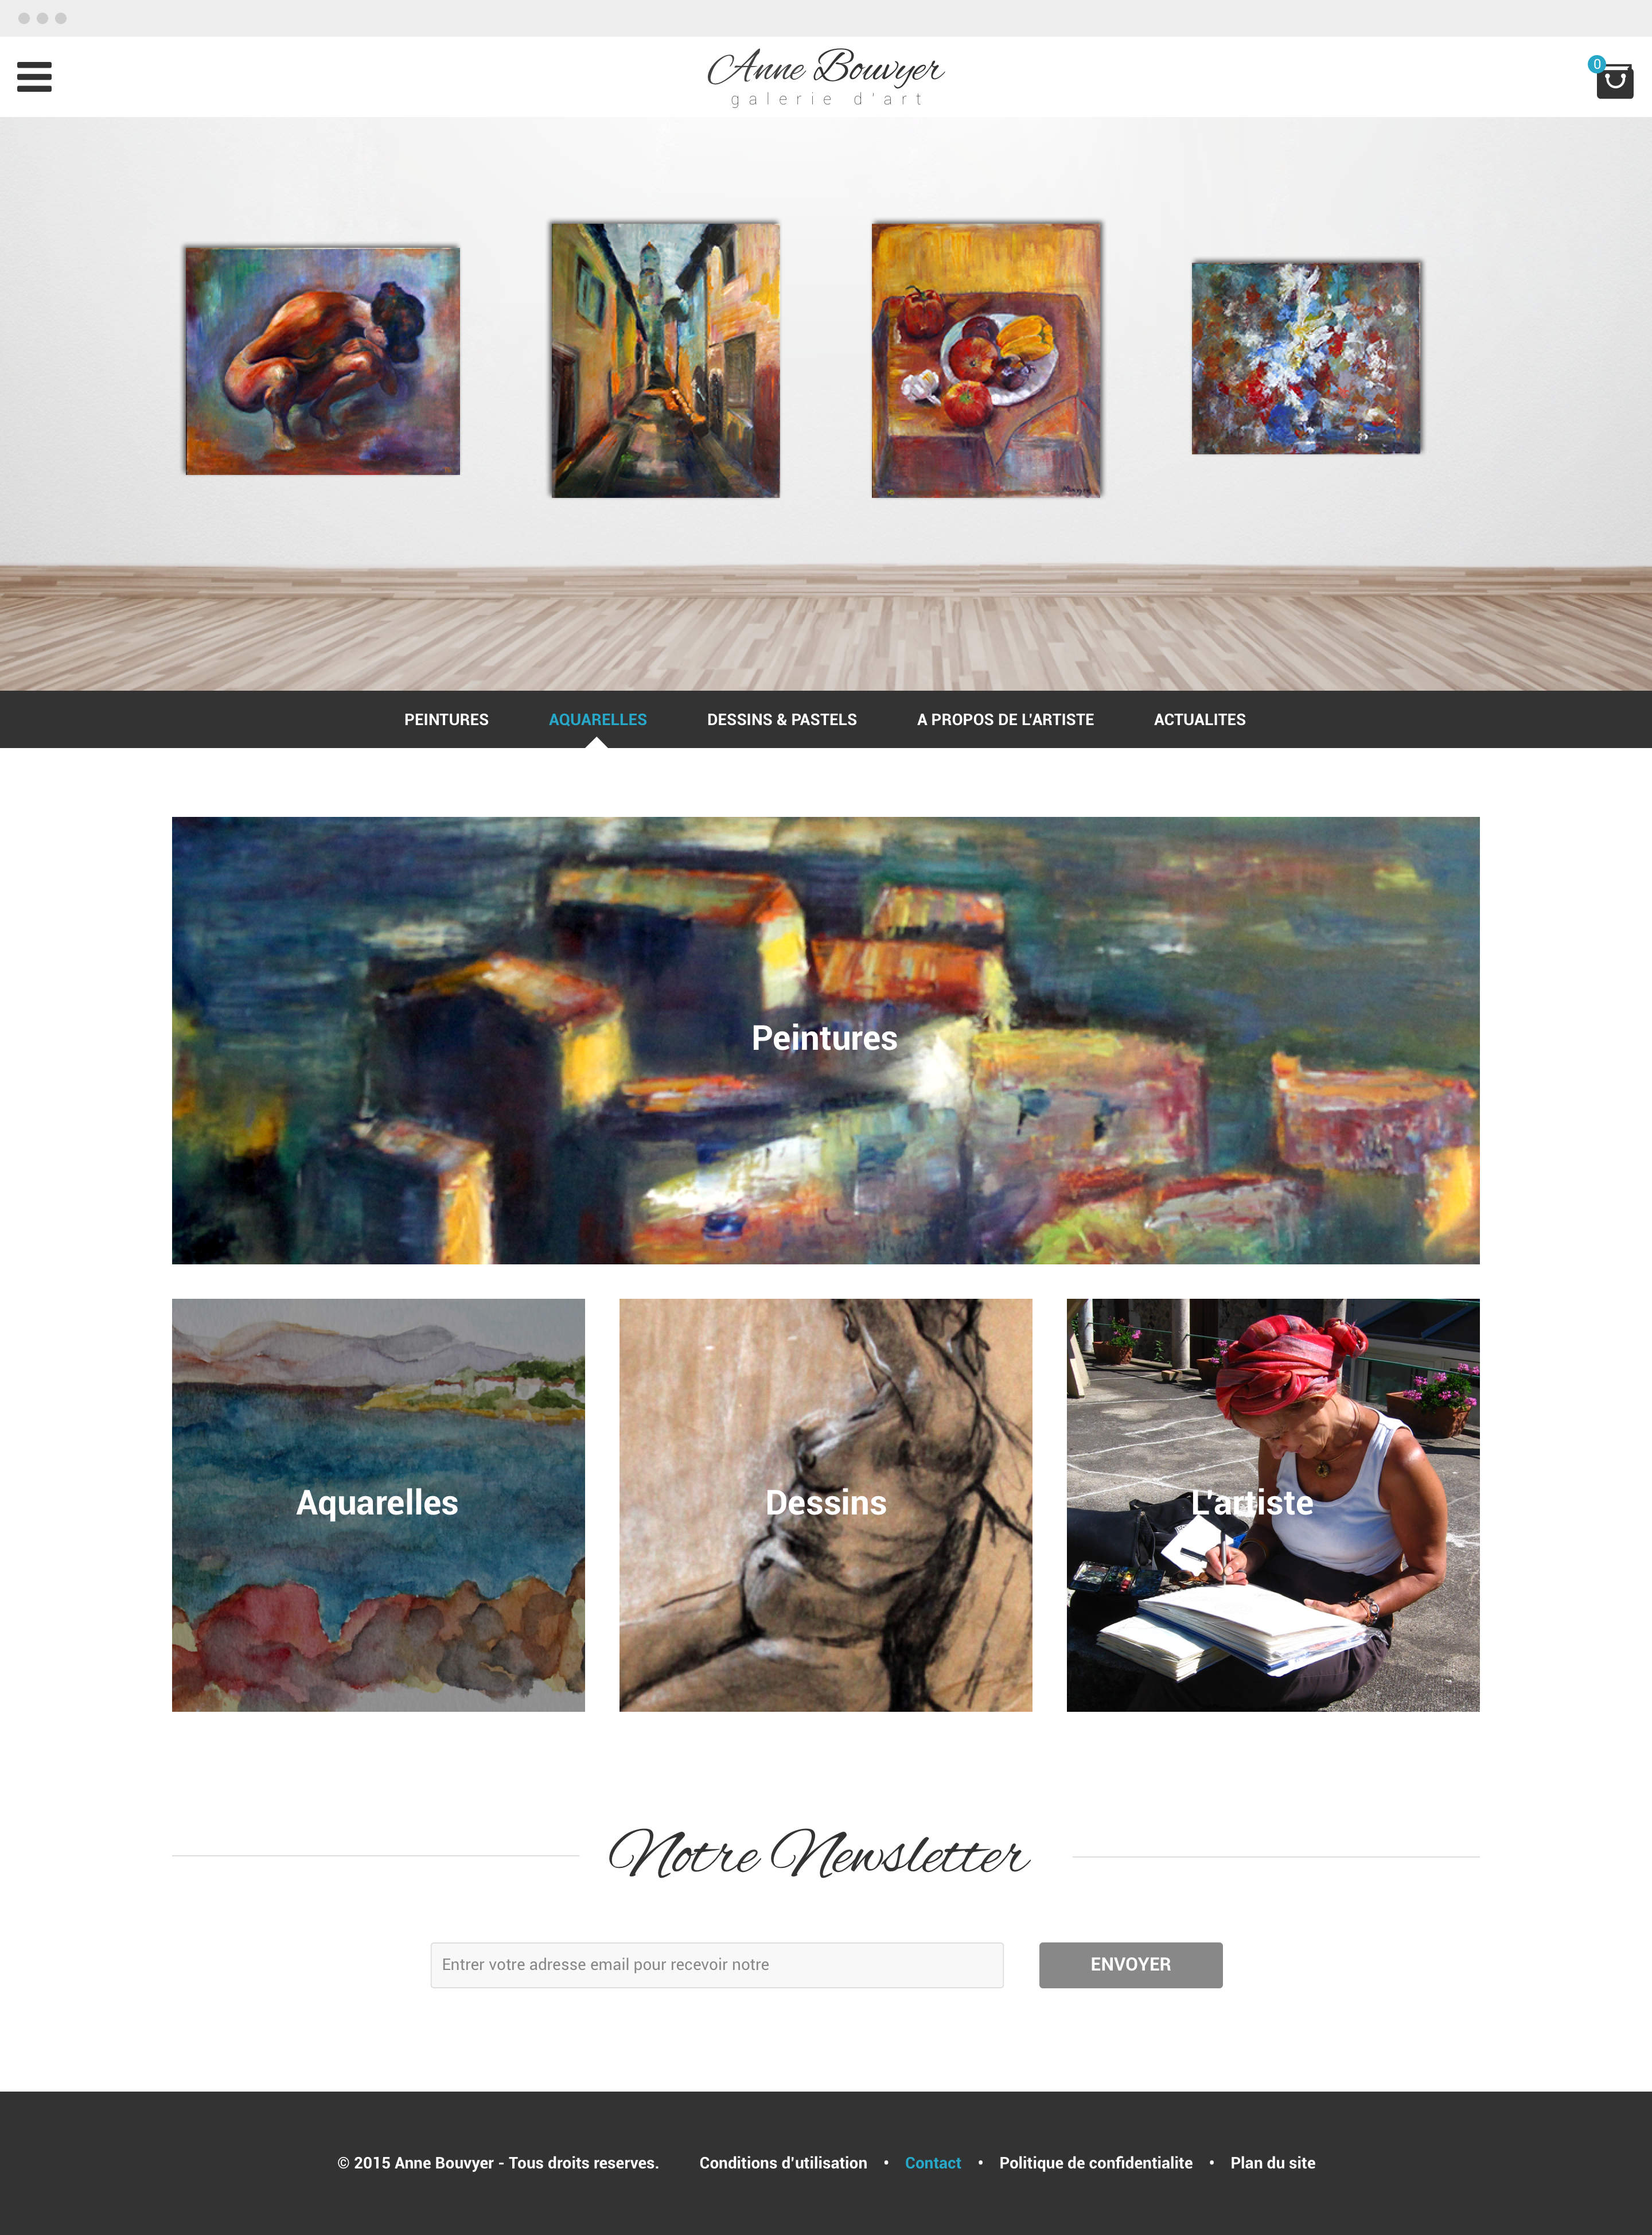 Anne Bouvyer
galerie d'art
0
PEINTURES AQUARELLES DESSINS & PASTELS A PROPOS DE L'ARTISTE ACTUALITES
Peintures
Aquarelles
Dessins
L'artiste
Notre Newsletter
Entrer votre adresse email pour recevoir notre
ENVOYER
© 2015 Anne Bouvyer - Tous droits reserves. Conditions d'utilisation • Contact • Politique de confidentialite • Plan du site